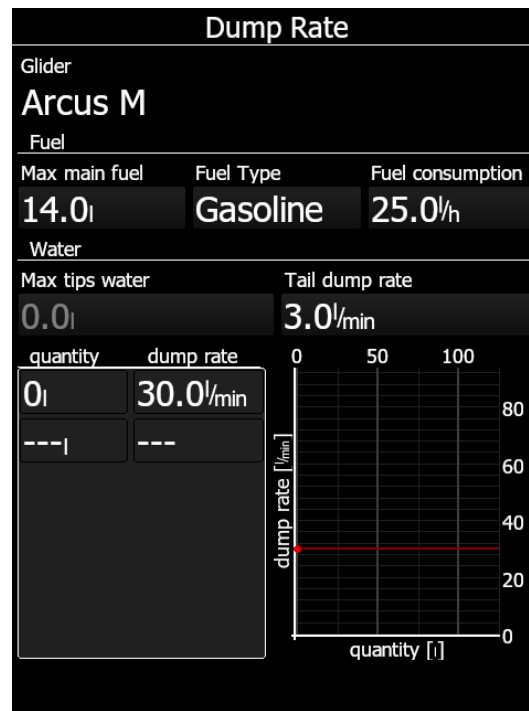 Dump Rate
Glider
Arcus M
Fuel
Max main fuel Fuel Type Fuel consumption
14.0l Gasoline 25.0l/h
Water
Max tips water Tail dump rate
0.0l 3.0l/min
quantity dump rate
0l 30.0l/min
---l ---
0 50 100
80
60
40
20
0
dump rate [l/min]
quantity [l]